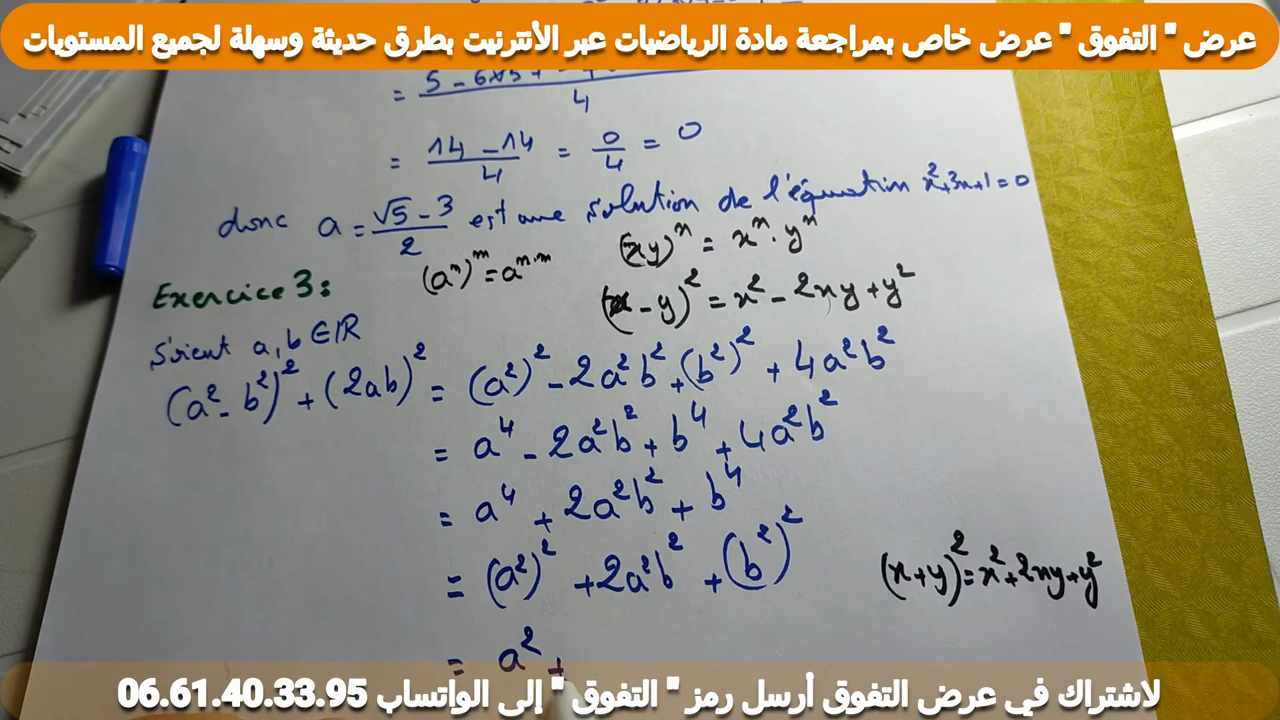 عرض " التفوق " عرض خاص بمراجعة مادة الرياضيات عبر الأنترنيت بطرق حديثة وسهلة لجميع المستويات
= 4
= 14 - 14 / 4 = 0/4 = 0
donc a = (√5 - 3)/2 est une solution de l'équation x²+3x+1=0
(aⁿ)ᵐ = aⁿ·ᵐ (xy)ⁿ = xⁿ · yⁿ
Exercice 3:
(x - y)² = x² - 2xy + y²
Soient a, b ∈ ℝ
(a² - b²)² + (2ab)² = (a²)² - 2a²b² + (b²)² + 4a²b²
= a⁴ - 2a²b² + b⁴ + 4a²b²
= a⁴ + 2a²b² + b⁴
= (a²)² + 2a²b² + (b²)² (x+y)² = x² + 2xy + y²
= a² +
لاشتراك في عرض التفوق أرسل رمز " التفوق " إلى الواتساب 06.61.40.33.95